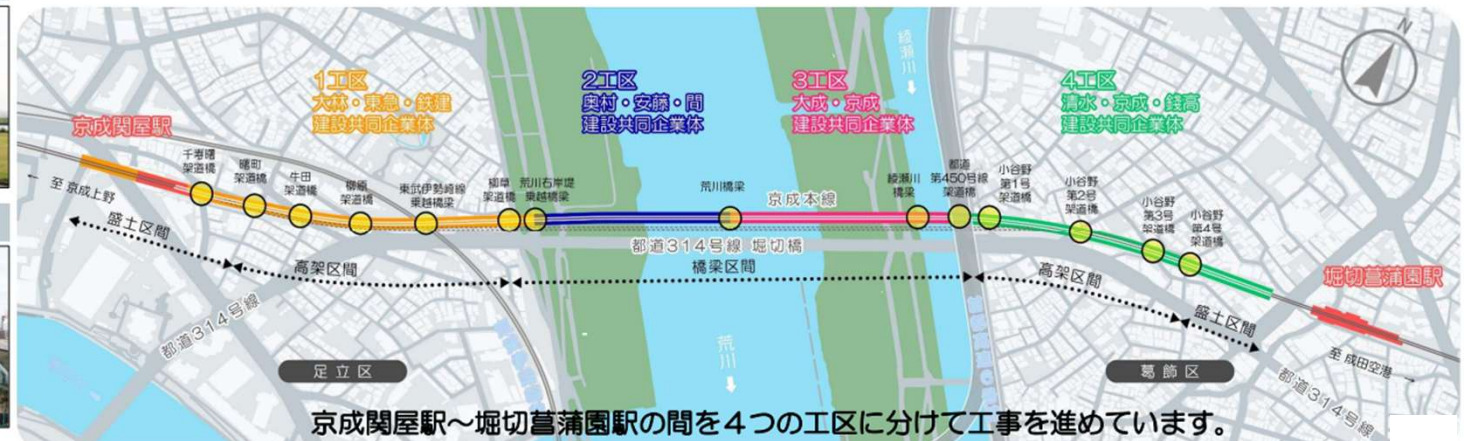 1工区
大林・東急・鉄建
建設共同企業体
2工区
奥村・安藤・間
建設共同企業体
3工区
大成・京成
建設共同企業体
4工区
清水・京成・錢高
建設共同企業体
綾瀬川
N
京成関屋駅
← 至 京成上野
千寿曙
架道橋
曙町
架道橋
牛田
架道橋
柳原
架道橋
東武伊勢崎線
乗越橋梁
柳草
架道橋
荒川右岸堤
乗越橋梁
荒川橋梁
京成本線
綾瀬川
橋梁
都道
第450号線
架道橋
小谷野
第1号
架道橋
小谷野
第2号
架道橋
小谷野
第3号
架道橋
小谷野
第4号
架道橋
堀切菖蒲園駅
都道314号線 堀切橋
盛土区間
高架区間
橋梁区間
高架区間
盛土区間
都道314号線
荒川
至 成田空港 →
都道314号線
足立区
葛飾区
京成関屋駅～堀切菖蒲園駅の間を4つの工区に分けて工事を進めています。